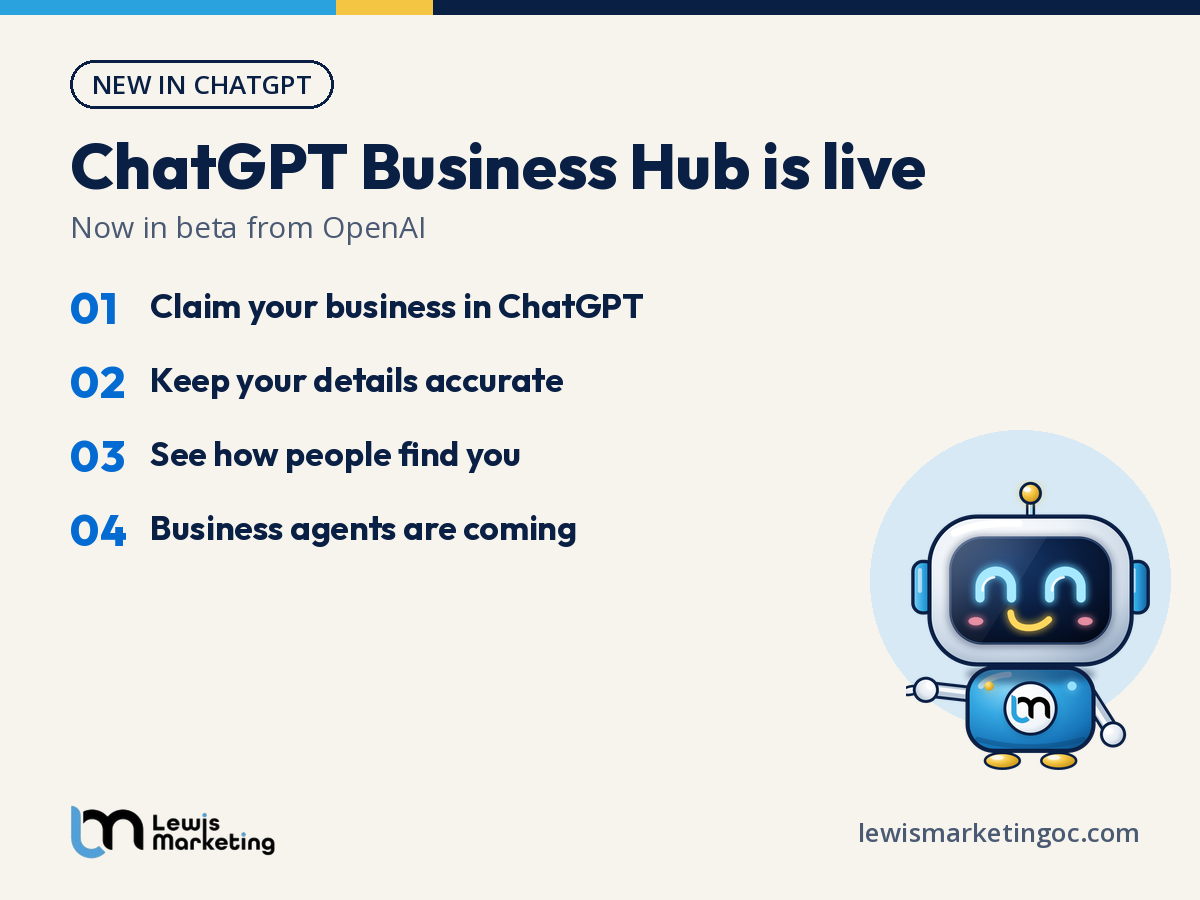 NEW IN CHATGPT
ChatGPT Business Hub is live
Now in beta from OpenAI
01 Claim your business in ChatGPT
02 Keep your details accurate
03 See how people find you
04 Business agents are coming
bm
bm Lewis
Marketing
lewismarketingoc.com